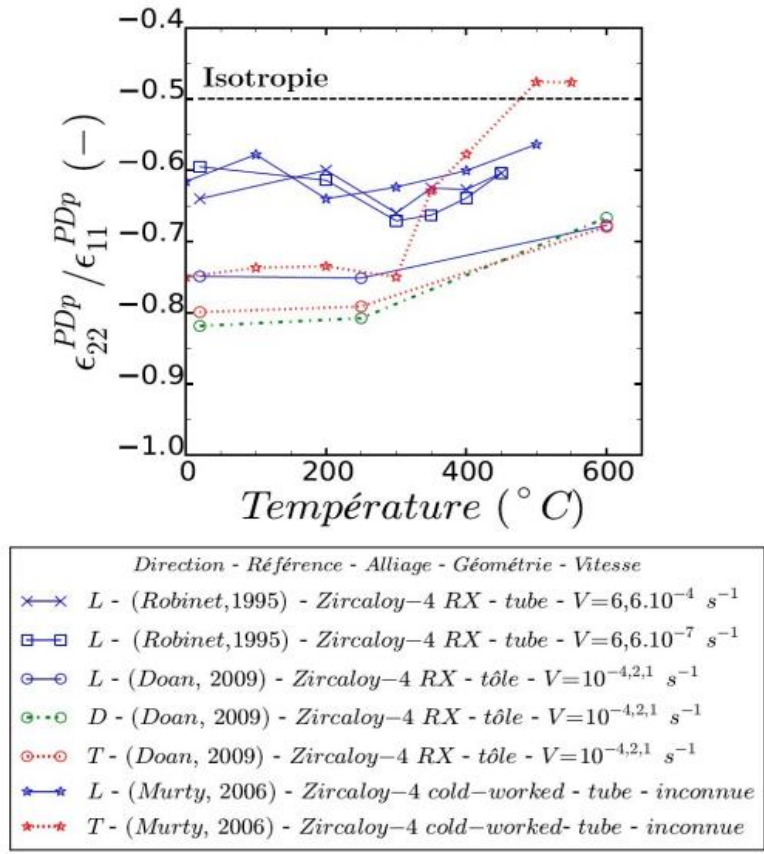 −0.4
−0.5
−0.6
−0.7
−0.8
−0.9
−1.0
Isotropie
ϵ₂₂^{PDp} / ϵ₁₁^{PDp} (−)
0 200 400 600
Température (°C)
Direction - Référence - Alliage - Géométrie - Vitesse
L - (Robinet,1995) - Zircaloy−4 RX - tube - V=6,6.10⁻⁴ s⁻¹
L - (Robinet,1995) - Zircaloy−4 RX - tube - V=6,6.10⁻⁷ s⁻¹
L - (Doan, 2009) - Zircaloy−4 RX - tôle - V=10^{-4,2,1} s⁻¹
D - (Doan, 2009) - Zircaloy−4 RX - tôle - V=10^{-4,2,1} s⁻¹
T - (Doan, 2009) - Zircaloy−4 RX - tôle - V=10^{-4,2,1} s⁻¹
L - (Murty, 2006) - Zircaloy−4 cold−worked - tube - inconnue
T - (Murty, 2006) - Zircaloy−4 cold−worked- tube - inconnue